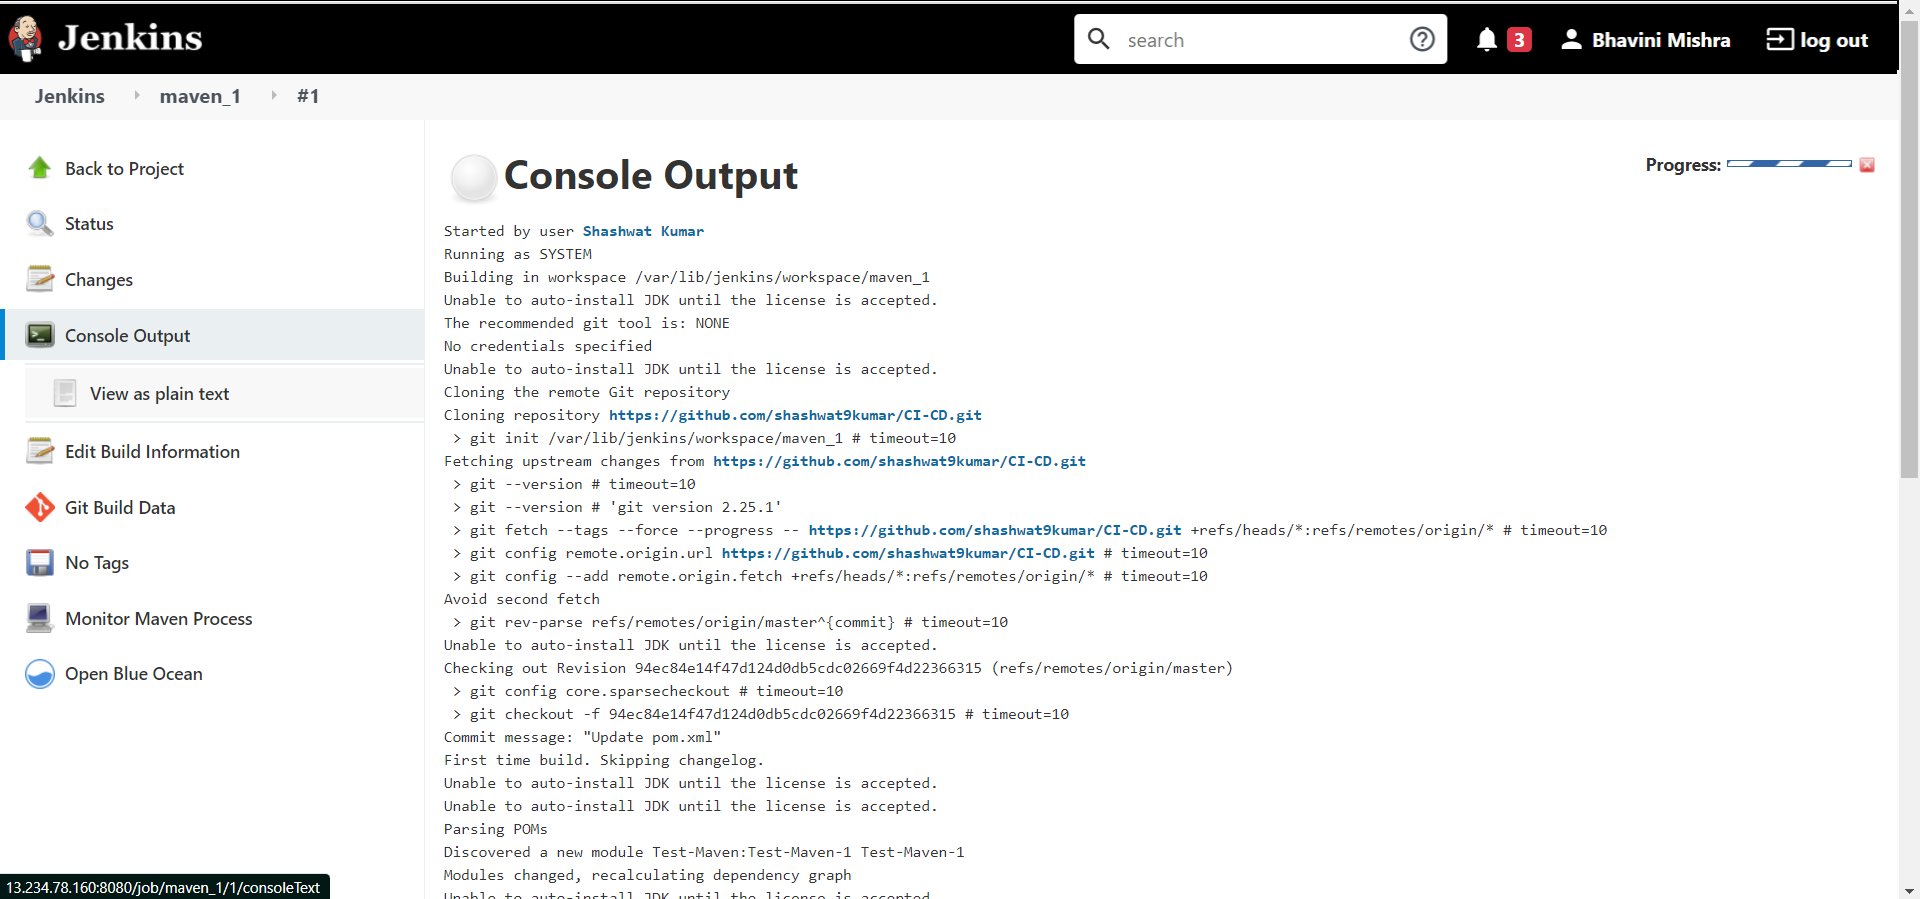 Jenkins
search
3
Bhavini Mishra
log out
Jenkins
maven_1
#1
Back to Project
Status
Changes
Console Output
View as plain text
Edit Build Information
Git Build Data
No Tags
Monitor Maven Process
Open Blue Ocean
Console Output
Progress:
Started by user Shashwat Kumar
Running as SYSTEM
Building in workspace /var/lib/jenkins/workspace/maven_1
Unable to auto-install JDK until the license is accepted.
The recommended git tool is: NONE
No credentials specified
Unable to auto-install JDK until the license is accepted.
Cloning the remote Git repository
Cloning repository https://github.com/shashwat9kumar/CI-CD.git
> git init /var/lib/jenkins/workspace/maven_1 # timeout=10
Fetching upstream changes from https://github.com/shashwat9kumar/CI-CD.git
> git --version # timeout=10
> git --version # 'git version 2.25.1'
> git fetch --tags --force --progress -- https://github.com/shashwat9kumar/CI-CD.git +refs/heads/*:refs/remotes/origin/* # timeout=10
> git config remote.origin.url https://github.com/shashwat9kumar/CI-CD.git # timeout=10
> git config --add remote.origin.fetch +refs/heads/*:refs/remotes/origin/* # timeout=10
Avoid second fetch
> git rev-parse refs/remotes/origin/master^{commit} # timeout=10
Unable to auto-install JDK until the license is accepted.
Checking out Revision 94ec84e14f47d124d0db5cdc02669f4d22366315 (refs/remotes/origin/master)
> git config core.sparsecheckout # timeout=10
> git checkout -f 94ec84e14f47d124d0db5cdc02669f4d22366315 # timeout=10
Commit message: "Update pom.xml"
First time build. Skipping changelog.
Unable to auto-install JDK until the license is accepted.
Unable to auto-install JDK until the license is accepted.
Parsing POMs
Discovered a new module Test-Maven:Test-Maven-1 Test-Maven-1
Modules changed, recalculating dependency graph
Unable to auto-install JDK until the license is accepted.
13.234.78.160:8080/job/maven_1/1/consoleText